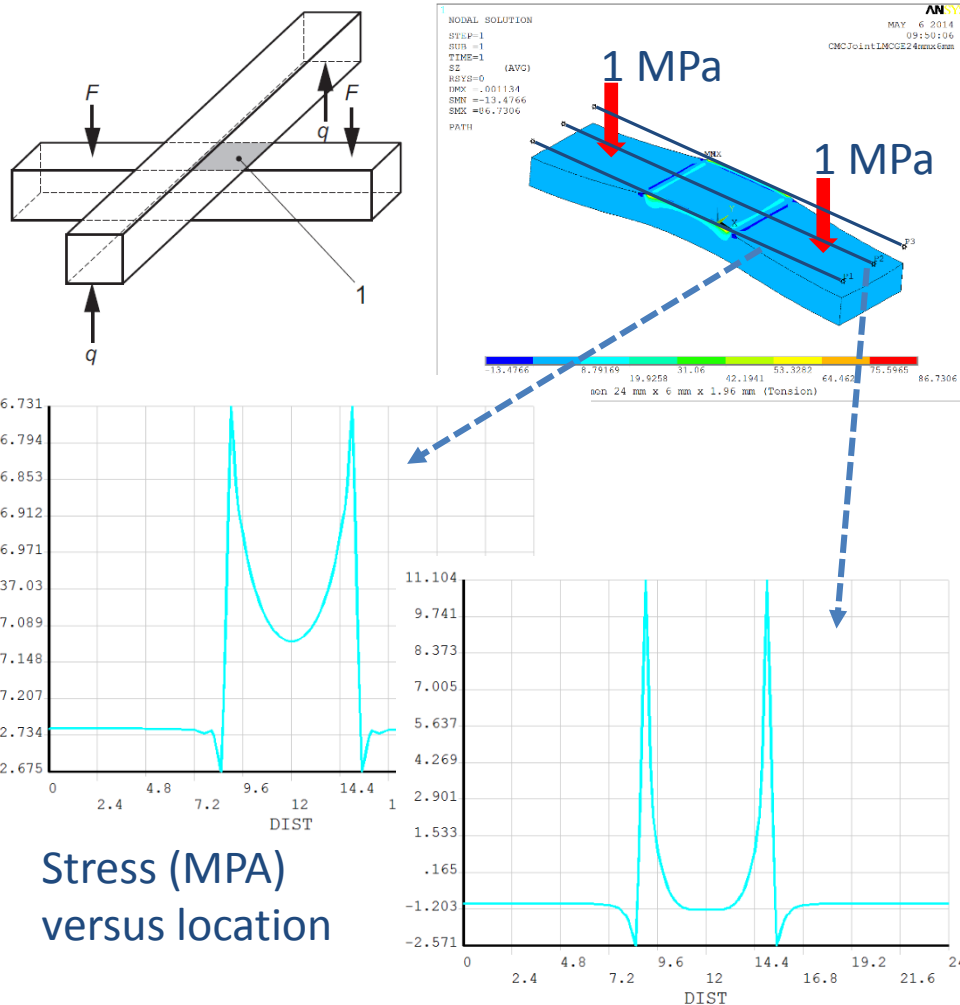 F
F
q
q
1
1
NODAL SOLUTION
STEP=1
SUB =1
TIME=1
SZ (AVG)
RSYS=0
DMX =.001134
SMN =-13.4766
SMX =86.7306
PATH
MAY 6 2014
09:50:06
CMCJointLMCGE24mmx6mm
1 MPa
1 MPa
MNX
Y
X
P3
P2
P1
-13.4766 8.79169 31.06 53.3282 75.5965
19.9258 42.1941 64.462 86.7306
mon 24 mm x 6 mm x 1.96 mm (Tension)
6.731
6.794
6.853
6.912
6.971
37.03
7.089
7.148
7.207
2.734
2.675
0 4.8 9.6 14.4
2.4 7.2 12 1
DIST
11.104
9.741
8.373
7.005
5.637
4.269
2.901
1.533
.165
-1.203
-2.571
0 4.8 9.6 14.4 19.2 24
2.4 7.2 12 16.8 21.6
DIST
Stress (MPA)
versus location